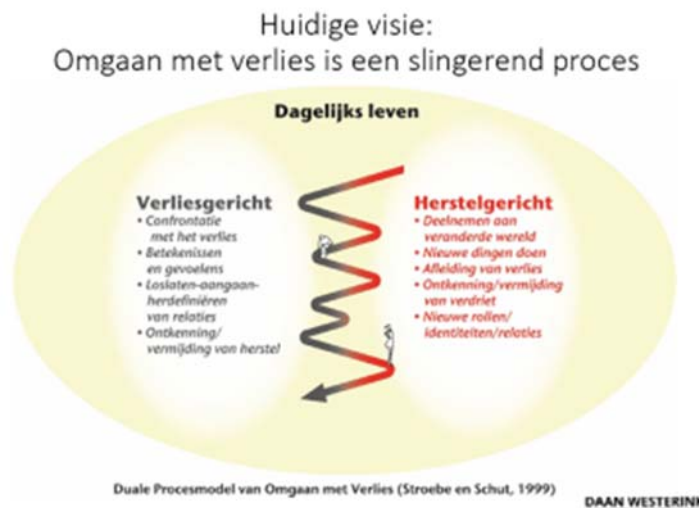 Huidige visie:
Omgaan met verlies is een slingerend proces
Dagelijks leven
Verliesgericht
• Confrontatie
met het verlies
• Betekenissen
en gevoelens
• Loslaten-aangaan-
herdefiniëren
van relaties
• Ontkenning/
vermijding van herstel
Herstelgericht
• Deelnemen aan
veranderde wereld
• Nieuwe dingen doen
• Afleiding van verlies
• Ontkenning/vermijding
van verdriet
• Nieuwe rollen/
identiteiten/relaties
Duale Procesmodel van Omgaan met Verlies (Stroebe en Schut, 1999)
DAAN WESTERINK